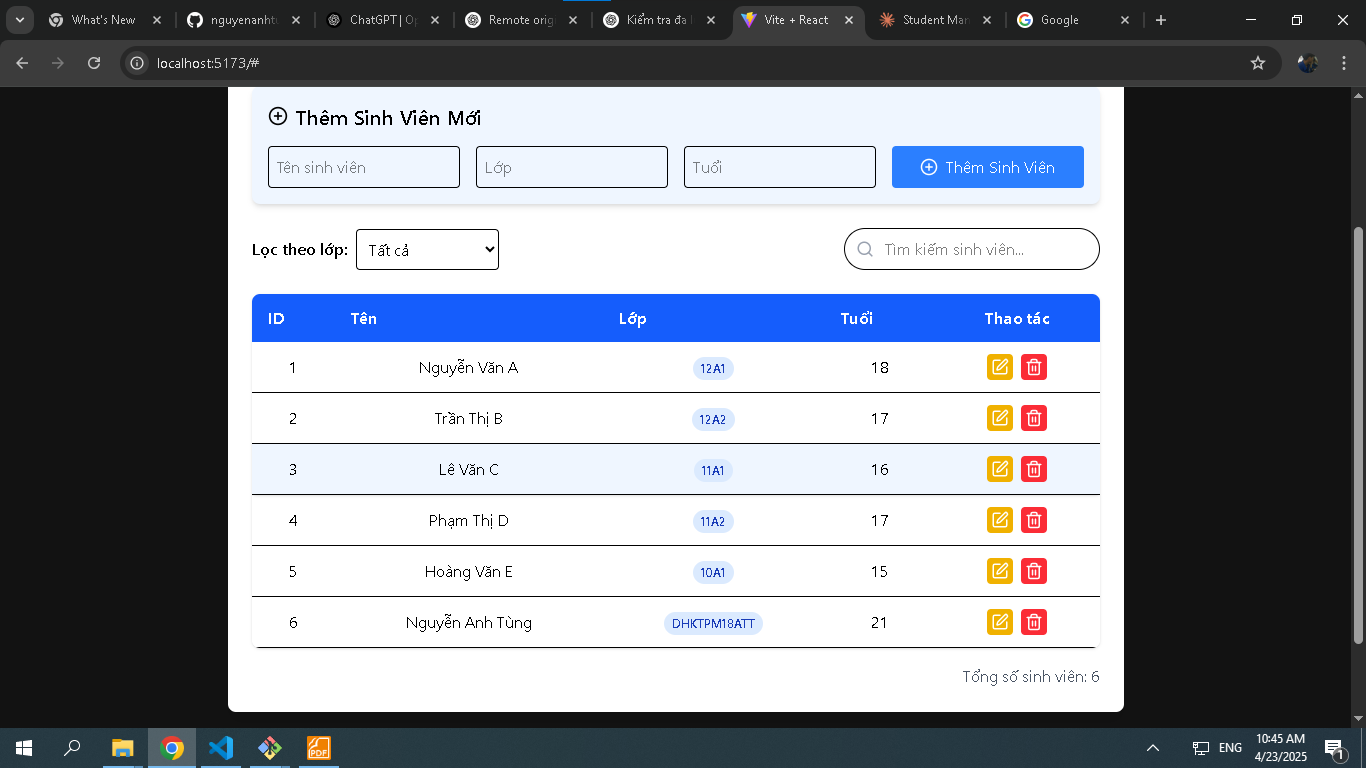 What's New
nguyenanhtu
ChatGPT | Op
Remote orig
Kiểm tra đa
Vite + React
Student Man
Google
localhost:5173/#
Thêm Sinh Viên Mới
Tên sinh viên Lớp Tuổi Thêm Sinh Viên
Lọc theo lớp: Tất cả Tìm kiếm sinh viên...
ID Tên Lớp Tuổi Thao tác
1 Nguyễn Văn A 12A1 18
2 Trần Thị B 12A2 17
3 Lê Văn C 11A1 16
4 Phạm Thị D 11A2 17
5 Hoàng Văn E 10A1 15
6 Nguyễn Anh Tùng DHKTPM18ATT 21
Tổng số sinh viên: 6
PDF
ENG
10:45 AM
4/23/2025
1